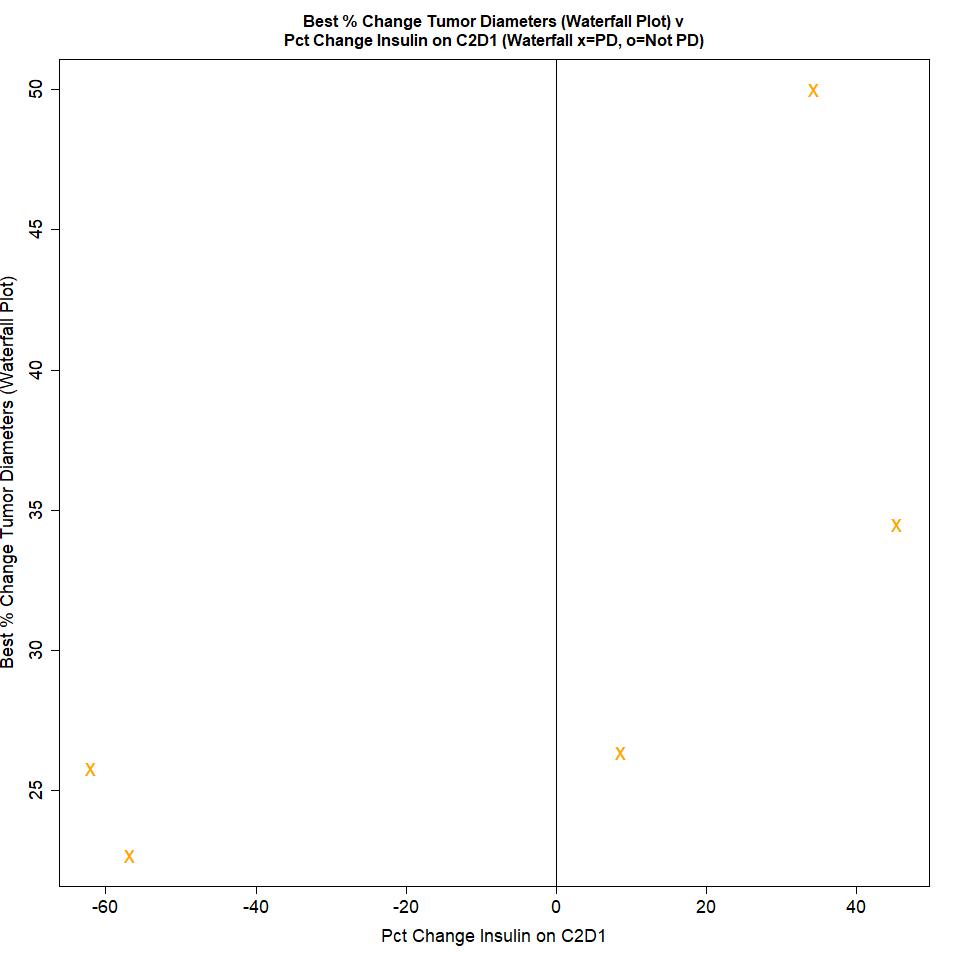 Best % Change Tumor Diameters (Waterfall Plot) v
Pct Change Insulin on C2D1 (Waterfall x=PD, o=Not PD)
Best % Change Tumor Diameters (Waterfall Plot)
50
45
40
35
30
25
X
X
X
X
X
-60
-40
-20
0
20
40
Pct Change Insulin on C2D1